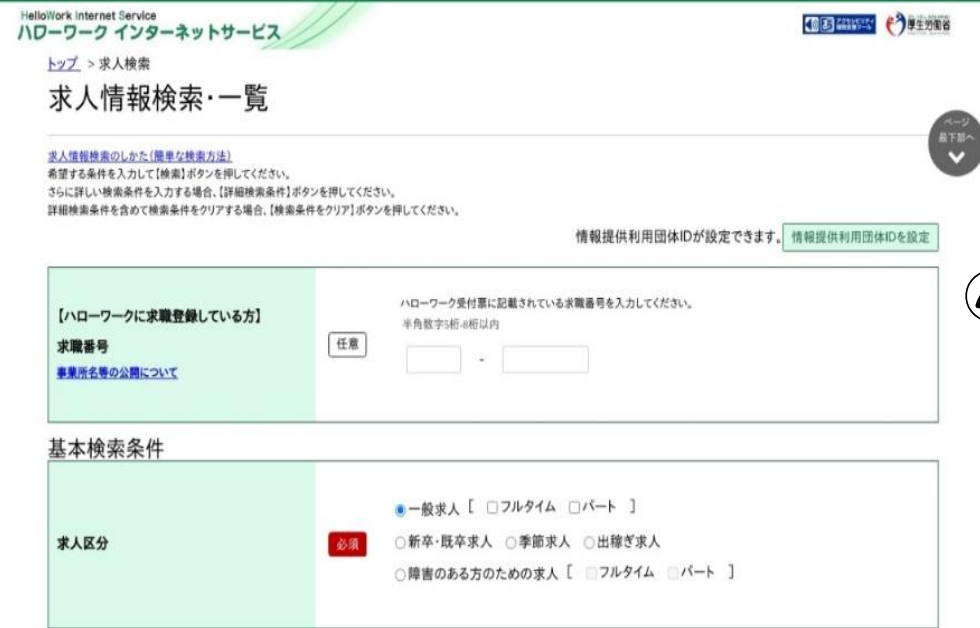 HelloWork Internet Service
ハローワーク インターネットサービス
厚生労働省
トップ > 求人検索
求人情報検索・一覧
ページ
最下部へ
求人情報検索のしかた(簡単な検索方法)
希望する条件を入力して【検索】ボタンを押してください。
さらに詳しい検索条件を入力する場合、【詳細検索条件】ボタンを押してください。
詳細検索条件を含めて検索条件をクリアする場合、【検索条件をクリア】ボタンを押してください。
情報提供利用団体IDが設定できます。 情報提供利用団体IDを設定
【ハローワークに求職登録している方】
求職番号
事業所名等の公開について
任意
ハローワーク受付票に記載されている求職番号を入力してください。
半角数字5桁-8桁以内
-
基本検索条件
求人区分
必須
一般求人 [ フルタイム パート ]
新卒・既卒求人 季節求人 出稼ぎ求人
障害のある方のための求人 [ フルタイム パート ]